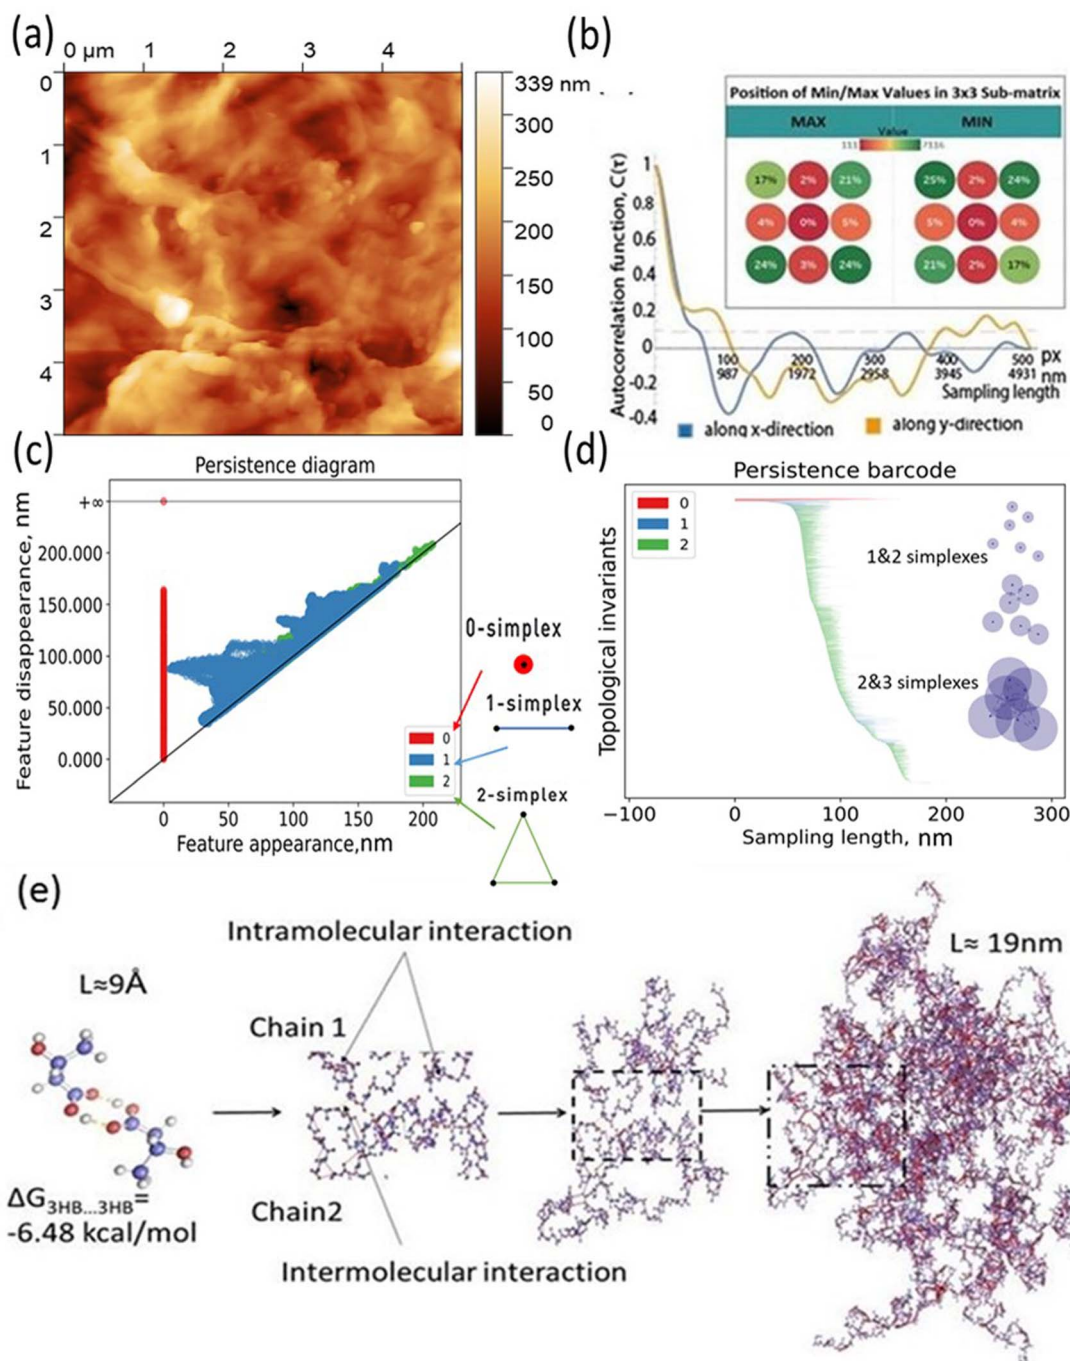 (a)
0 µm 1 2 3 4
0
1
2
3
4
339 nm
300
250
200
150
100
50
0
(b)
Position of Min/Max Values in 3x3 Sub-matrix
MAX MIN
Value
111 7116
17% 2% 21% 25% 2% 24%
4% 0% 5% 5% 0% 4%
24% 3% 24% 21% 2% 17%
Autocorrelation function, C(τ)
1
0.8
0.6
0.4
0.2
0
-0.2
-0.4
100 200 300 400 500 px
987 1972 2958 3945 4931 nm
Sampling length
along x-direction along y-direction
(c)
Persistence diagram
Feature disappearance, nm
+∞
200.000
150.000
100.000
50.000
0.000
0 50 100 150 200
Feature appearance,nm
0
1
2
0-simplex
1-simplex
2-simplex
(d)
Persistence barcode
Topological invariants
0
1
2
1&2 simplexes
2&3 simplexes
−100 0 100 200 300
Sampling length, nm
(e)
Intramolecular interaction
L≈9Å
L≈ 19nm
Chain 1
Chain2
ΔG3HB...3HB=
-6.48 kcal/mol
Intermolecular interaction